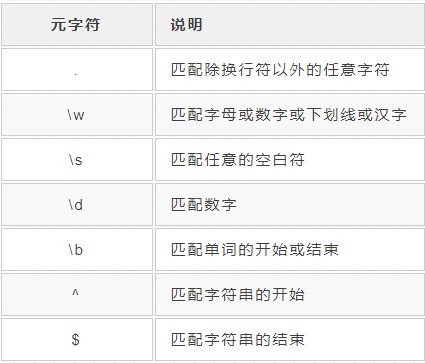 元字符 说明
. 匹配除换行符以外的任意字符
\w 匹配字母或数字或下划线或汉字
\s 匹配任意的空白符
\d 匹配数字
\b 匹配单词的开始或结束
^ 匹配字符串的开始
$ 匹配字符串的结束